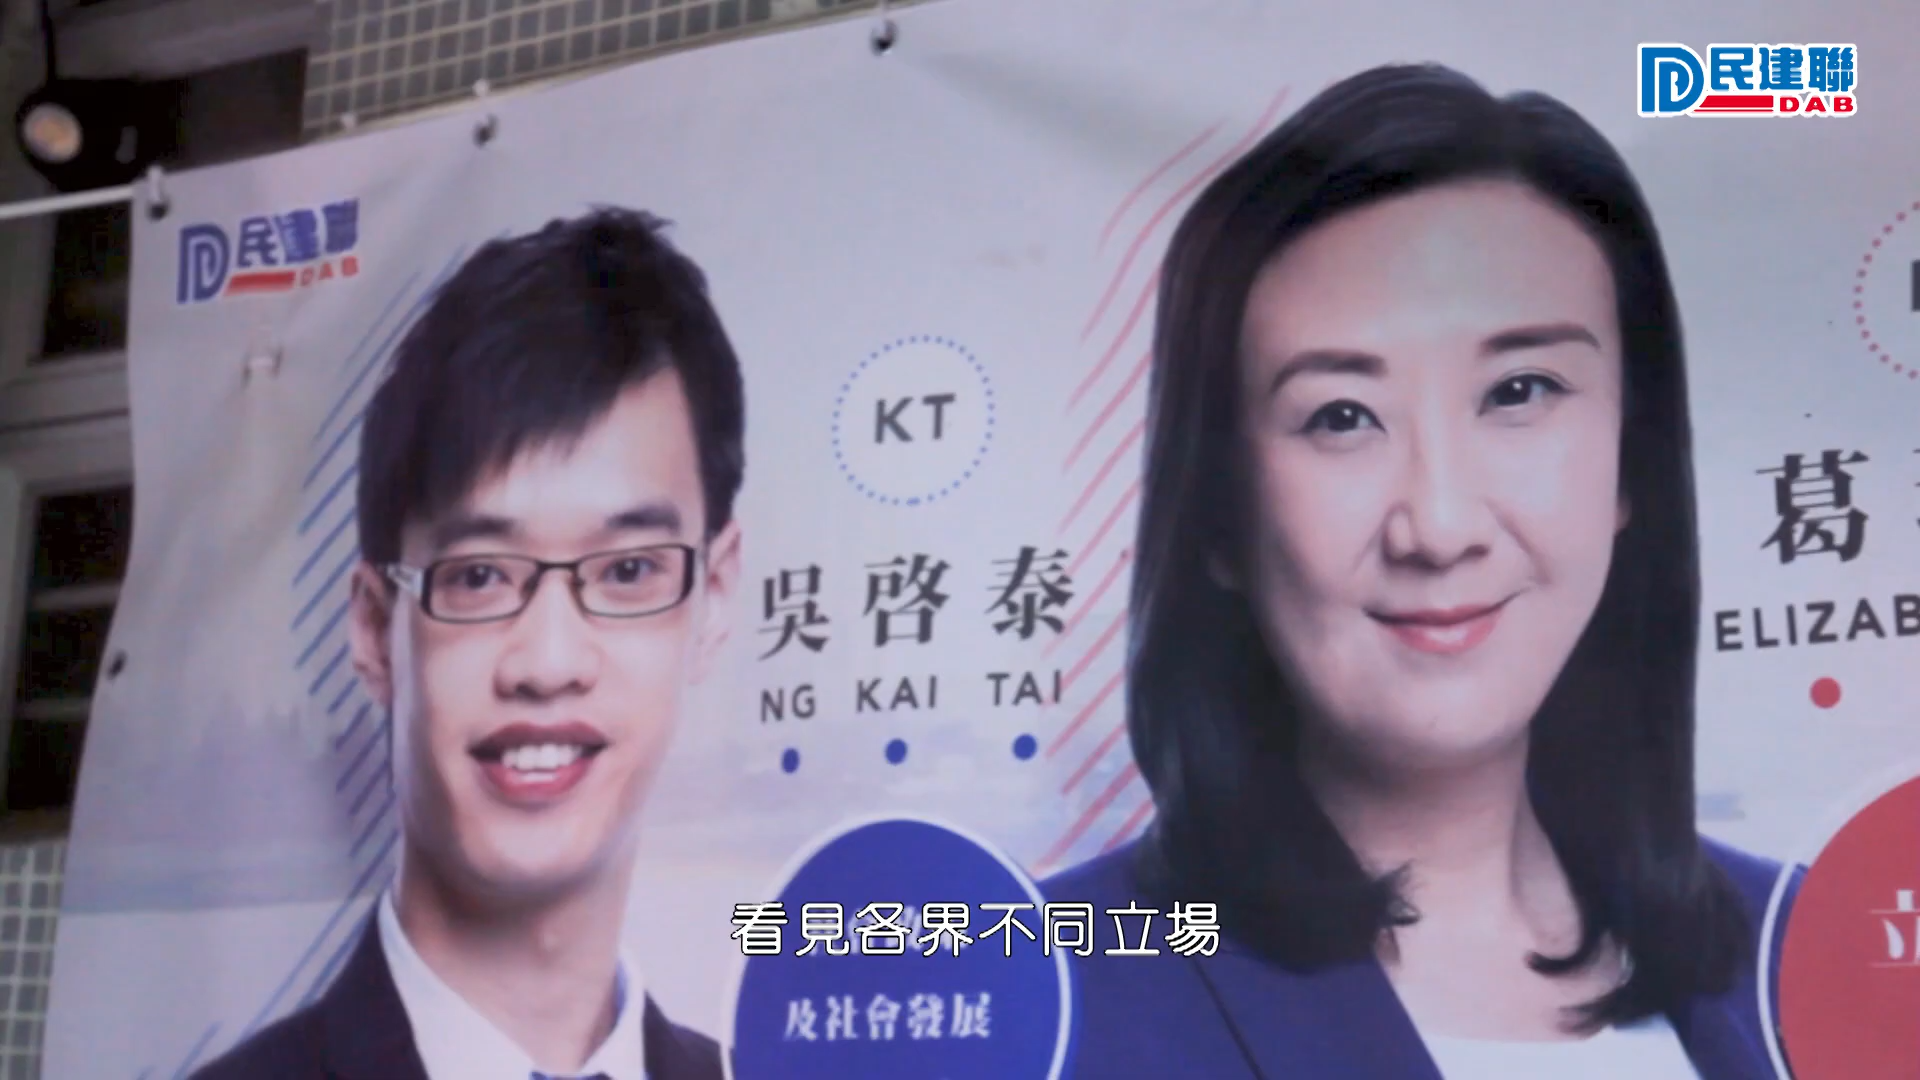 民建聯
DAB
民建聯
DAB
KT
吳啓泰
NG KAI TAI
葛
ELIZAB
及社會發展
立
看見各界不同立場